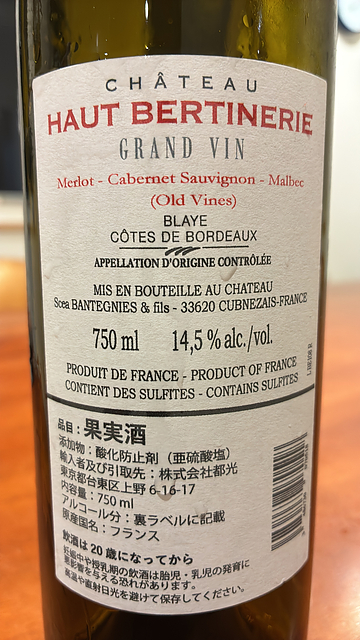 CHÂTEAU
HAUT BERTINERIE
GRAND VIN
Merlot - Cabernet Sauvignon - Malbec
(Old Vines)
BLAYE
CÔTES DE BORDEAUX
APPELLATION D'ORIGINE CONTRÔLÉE
MIS EN BOUTEILLE AU CHATEAU
Scea BANTEGNIES & fils - 33620 CUBNEZAIS-FRANCE
750 ml 14,5 % alc./vol.
PRODUIT DE FRANCE - PRODUCT OF FRANCE
CONTIENT DES SULFITES - CONTAINS SULFITES
品目：果実酒
添加物：酸化防止剤（亜硫酸塩）
輸入者及び引取先：株式会社都光
東京都台東区上野 6-16-17
内容量：750 ml
アルコール分：裏ラベルに記載
原産国名：フランス
飲酒は 20 歳になってから
妊娠中や授乳期の飲酒は胎児・乳児の発育に
悪影響を与える恐れがあります。
高温や直射日光を避けて保存してください。